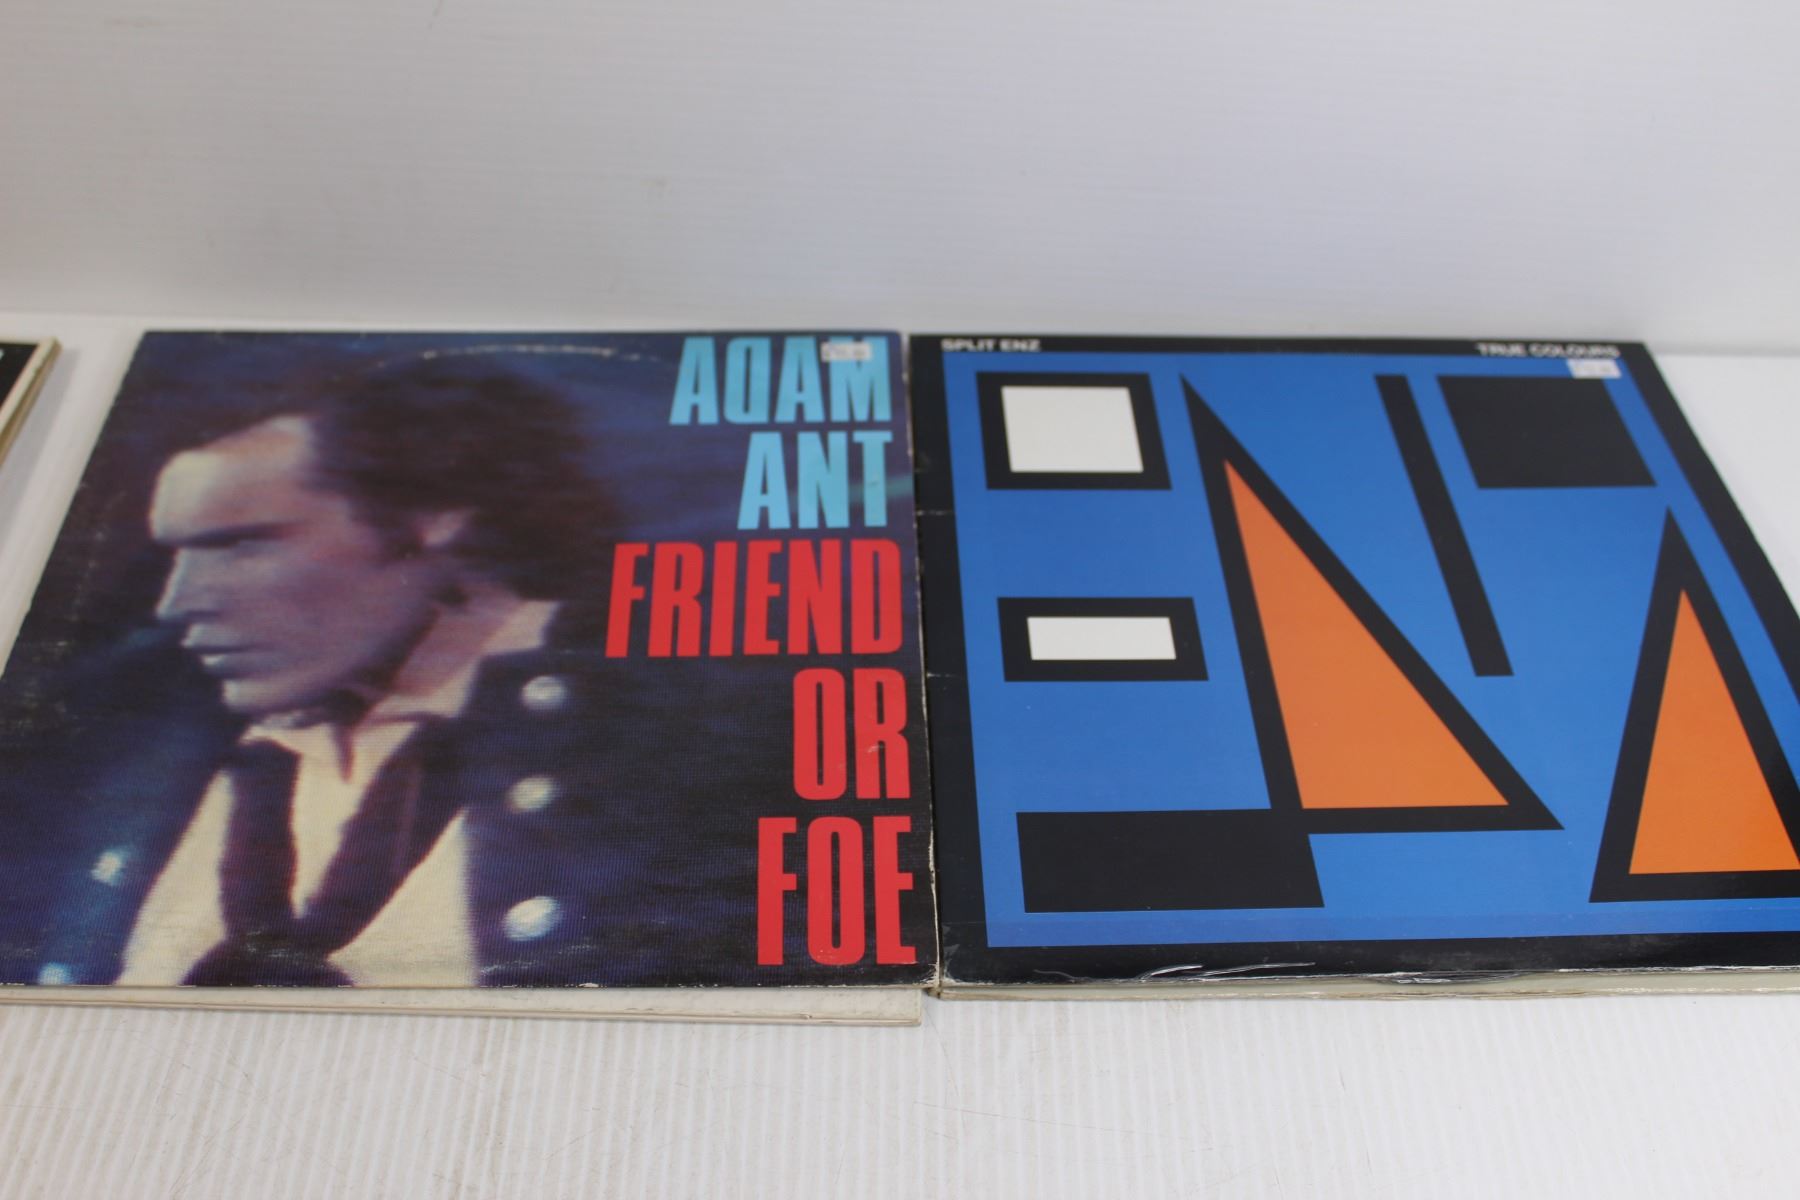 ADAM
ANT
FRIEND
OR
FOE
SPLIT ENZ
TRUE COLOURS